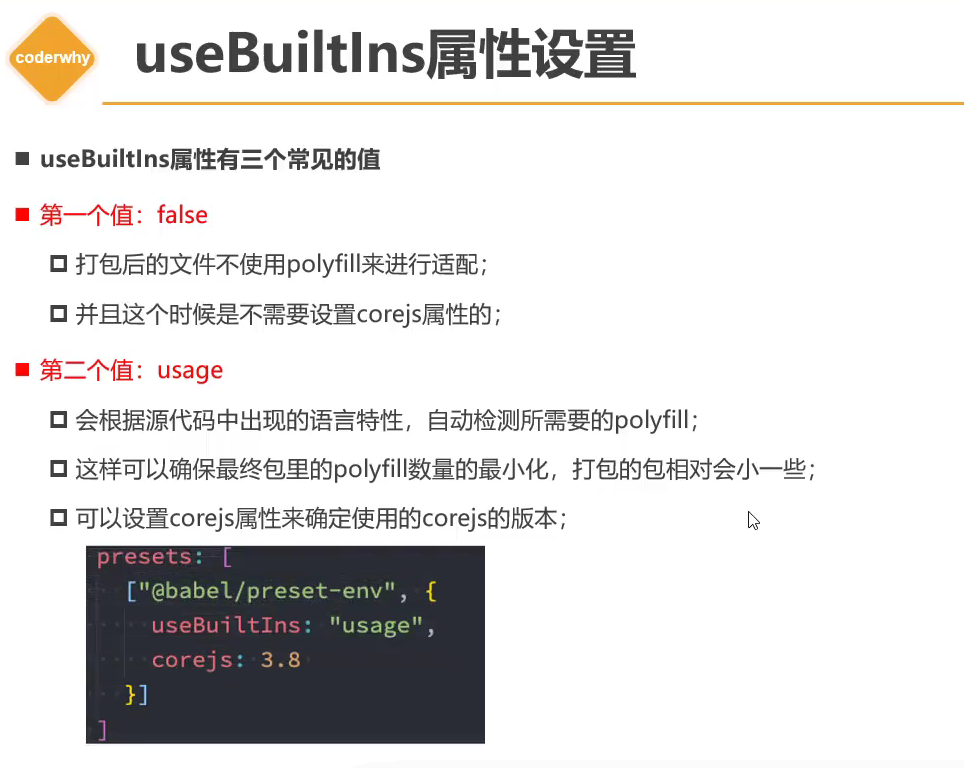 coderwhy
useBuiltIns属性设置
useBuiltIns属性有三个常见的值
第一个值：false
打包后的文件不使用polyfill来进行适配；
并且这个时候是不需要设置corejs属性的；
第二个值：usage
会根据源代码中出现的语言特性，自动检测所需要的polyfill；
这样可以确保最终包里的polyfill数量的最小化，打包的包相对会小一些；
可以设置corejs属性来确定使用的corejs的版本；
presets: [
["@babel/preset-env", {
useBuiltIns: "usage",
corejs: 3.8
}]
]